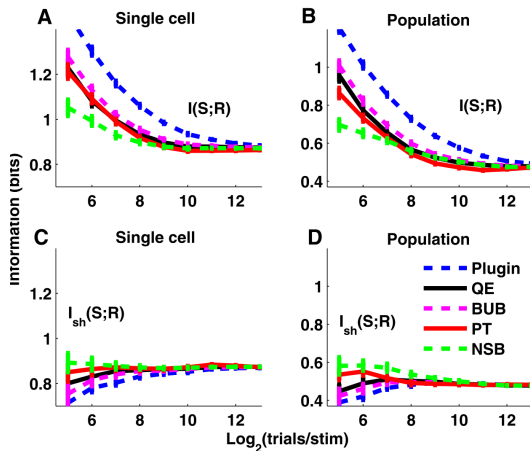 A Single cell
B Population
I(S;R)
I(S;R)
1.2
1
0.8
6 8 10 12
1
0.8
0.6
0.4
6 8 10 12
Information (bits)
C Single cell
D Population
I_sh(S;R)
I_sh(S;R)
Plugin
QE
BUB
PT
NSB
1.2
1
0.8
6 8 10 12
1
0.8
0.6
0.4
6 8 10 12
Log_2(trials/stim)